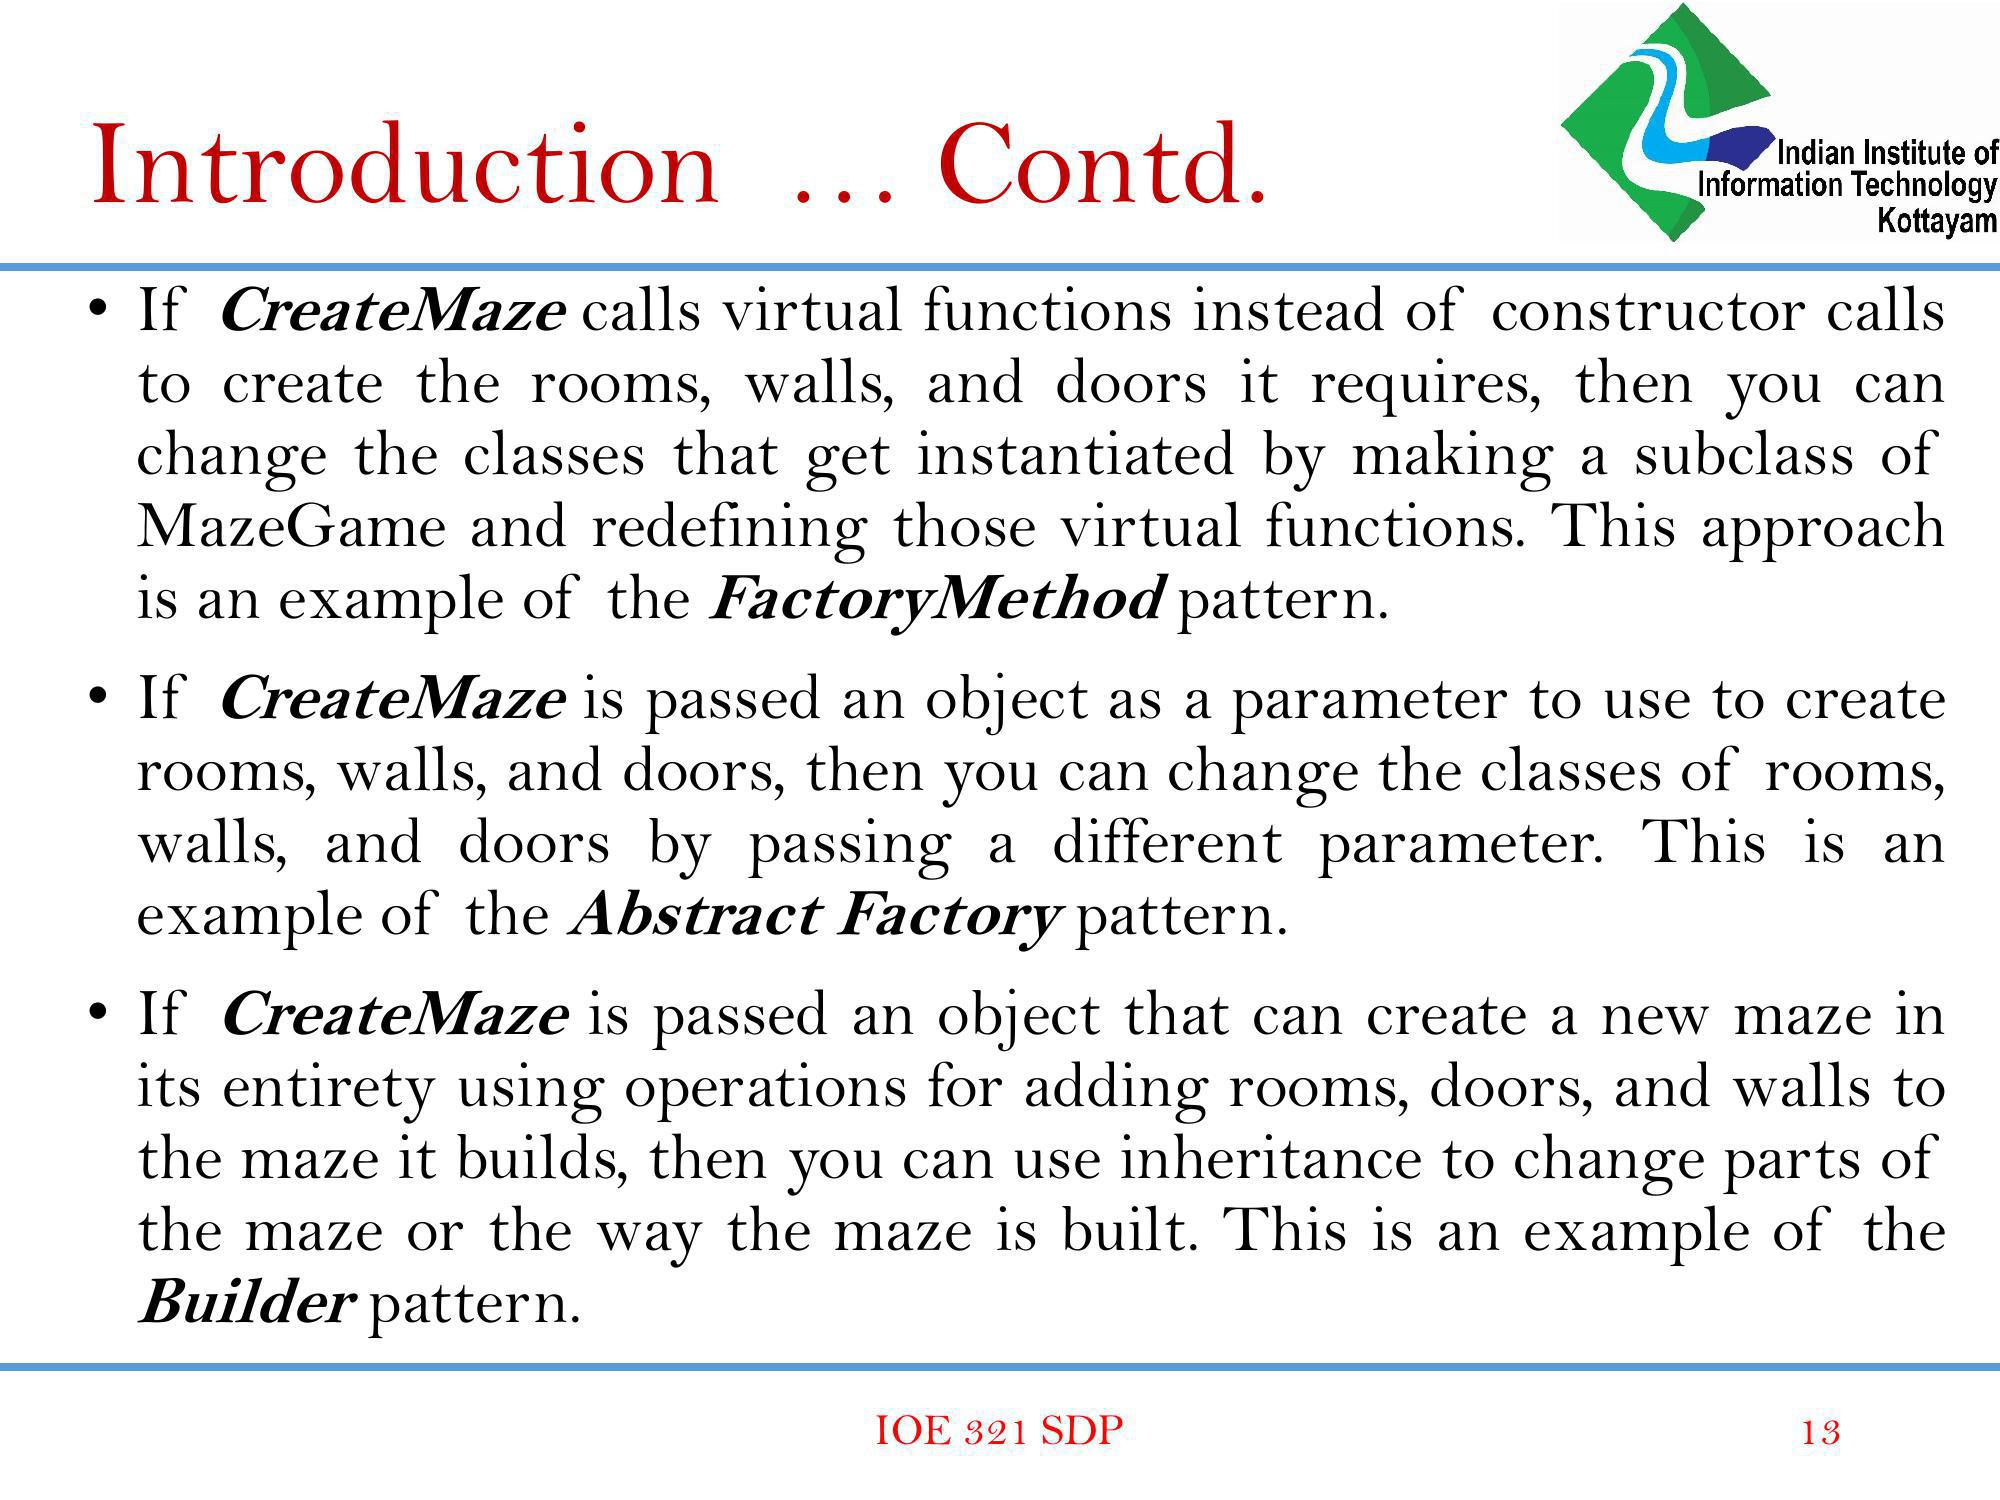 Introduction … Contd.
Indian Institute of
Information Technology
Kottayam
• If CreateMaze calls virtual functions instead of constructor calls
to create the rooms, walls, and doors it requires, then you can
change the classes that get instantiated by making a subclass of
MazeGame and redefining those virtual functions. This approach
is an example of the FactoryMethod pattern.
• If CreateMaze is passed an object as a parameter to use to create
rooms, walls, and doors, then you can change the classes of rooms,
walls, and doors by passing a different parameter. This is an
example of the Abstract Factory pattern.
• If CreateMaze is passed an object that can create a new maze in
its entirety using operations for adding rooms, doors, and walls to
the maze it builds, then you can use inheritance to change parts of
the maze or the way the maze is built. This is an example of the
Builder pattern.
IOE 321 SDP
13